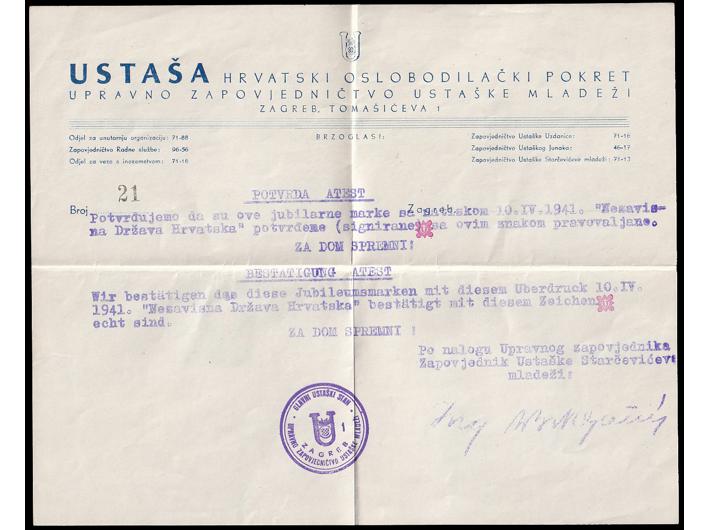 USTAŠA HRVATSKI OSLOBODILAČKI POKRET
UPRAVNO ZAPOVJEDNIČTVO USTAŠKE MLADEŽI
ZAGREB, TOMAŠIĆEVA 1
Odjel za unutarnju organizaciju: 71-88
Zapovjedničtvo Radne službe: 96-56
Odjel za veze s inozemstvom: 71-16
BRZOGLASI:
Zapovjedničtvo Ustaške Uzdanice: 71-16
Zapovjedničtvo Ustaškog Junaka: 46-17
Zapovjedničtvo Ustaške Starčevićeve mladeži: 71-13
POTVRDA ATEST
Broj 21 Zagreb,
Potvrdjujemo da su ove jubilarne marke sa 10.IV.1941. "Nezavis-
na Država Hrvatska" potvrđene (signirane) sa ovim znakom pravovaljane.
ZA DOM SPREMNI!
BESTATIGUNG ATEST
Wir bestätigen das diese Jubileumsmarken mit diesem Uberdruck 10.IV.
1941. "Nezavisna Država Hrvatska" bestätigt mit diesem Zeichen
echt sind.
ZA DOM SPREMNI !
Po nalogu Upravnog zapovjednika
Zapovjednik Ustaške Starčevićeve
mladeži:
GLAVNI USTAŠKI STAN
UPRAVNO ZAPOVJEDNIČTVO USTAŠKE MLADEŽI
U
1
ZAGREB